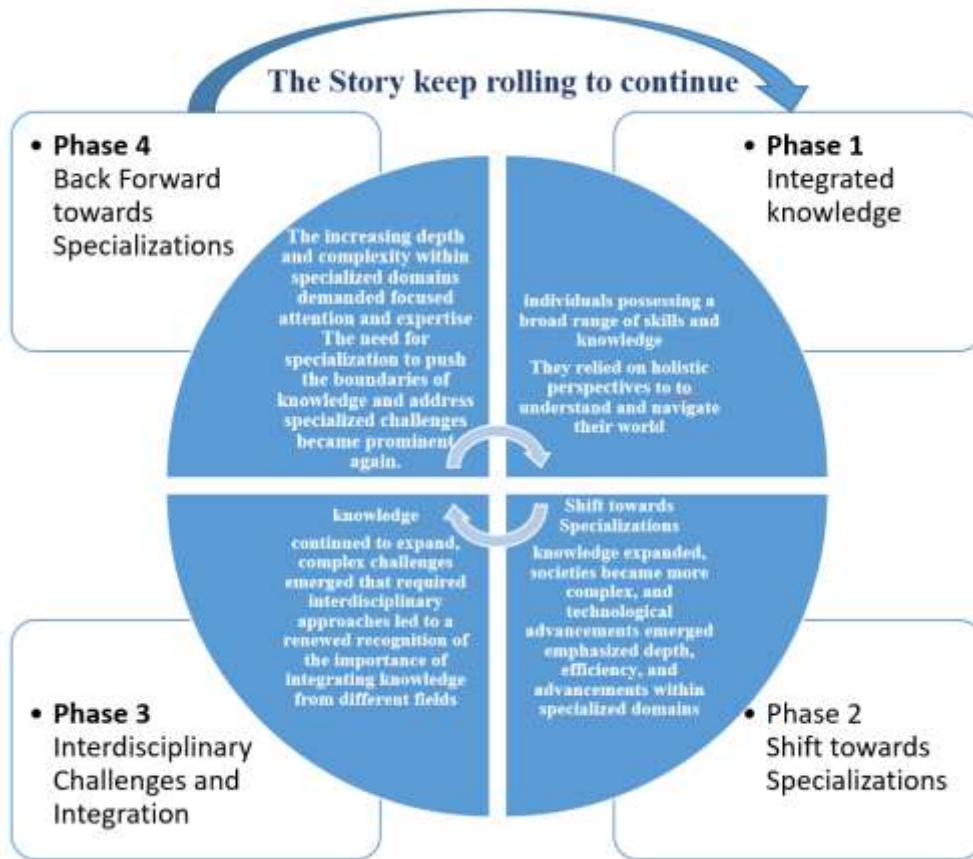 The Story keep rolling to continue
• Phase 4
Back Forward
towards
Specializations
The increasing depth
and complexity within
specialized domains
demanded focused
attention and expertise
The need for
specialization to push
the boundaries of
knowledge and address
specialized challenges
became prominent
again.
• Phase 1
Integrated
knowledge
individuals possessing a
broad range of skills and
knowledge
They relied on holistic
perspectives to to
understand and navigate
their world
• Phase 3
Interdisciplinary
Challenges and
Integration
knowledge
continued to expand,
complex challenges
emerged that required
interdisciplinary
approaches led to a
renewed recognition of
the importance of
integrating knowledge
from different fields
• Phase 2
Shift towards
Specializations
Shift towards
Specializations
knowledge expanded,
societies became more
complex, and
technological
advancements emerged
emphasized depth,
efficiency, and
advancements within
specialized domains